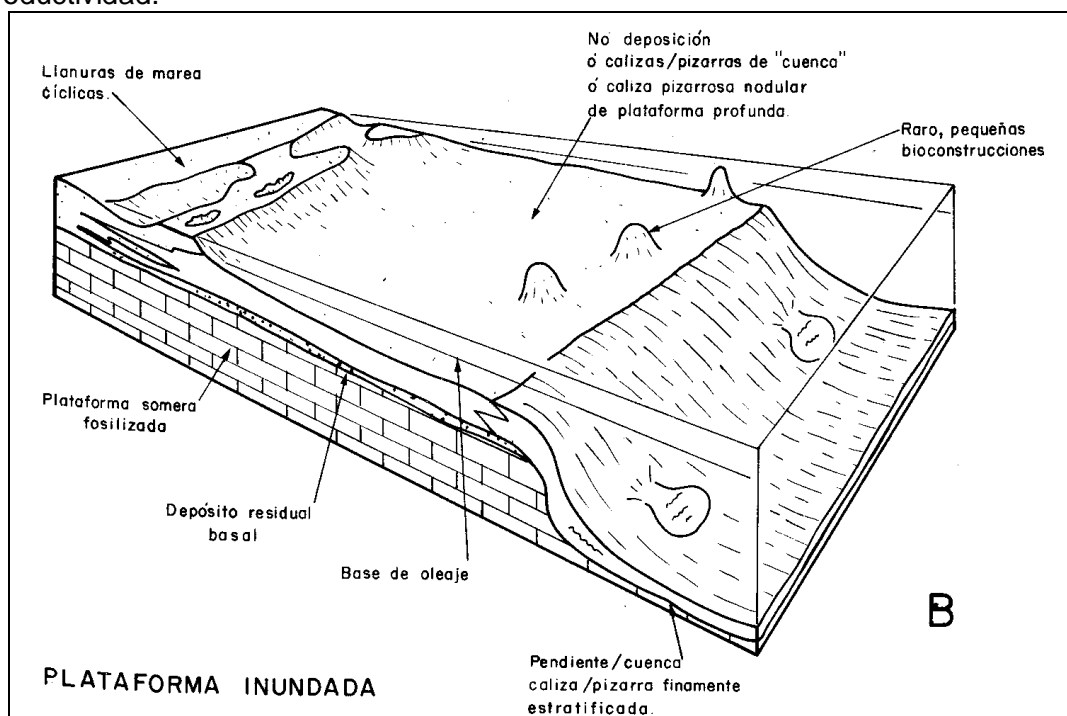 oductividad.
No deposición
ó calizas/pizarras de "cuenca"
ó caliza pizarrosa nodular
de plataforma profunda.
Llanuras de marea
cíclicas.
Raro, pequeñas
bioconstrucciones
Plataforma somera
fosilizada
Depósito residual
basal
Base de oleaje
B
Pendiente/cuenca
caliza/pizarra finamente
estratificada.
PLATAFORMA INUNDADA